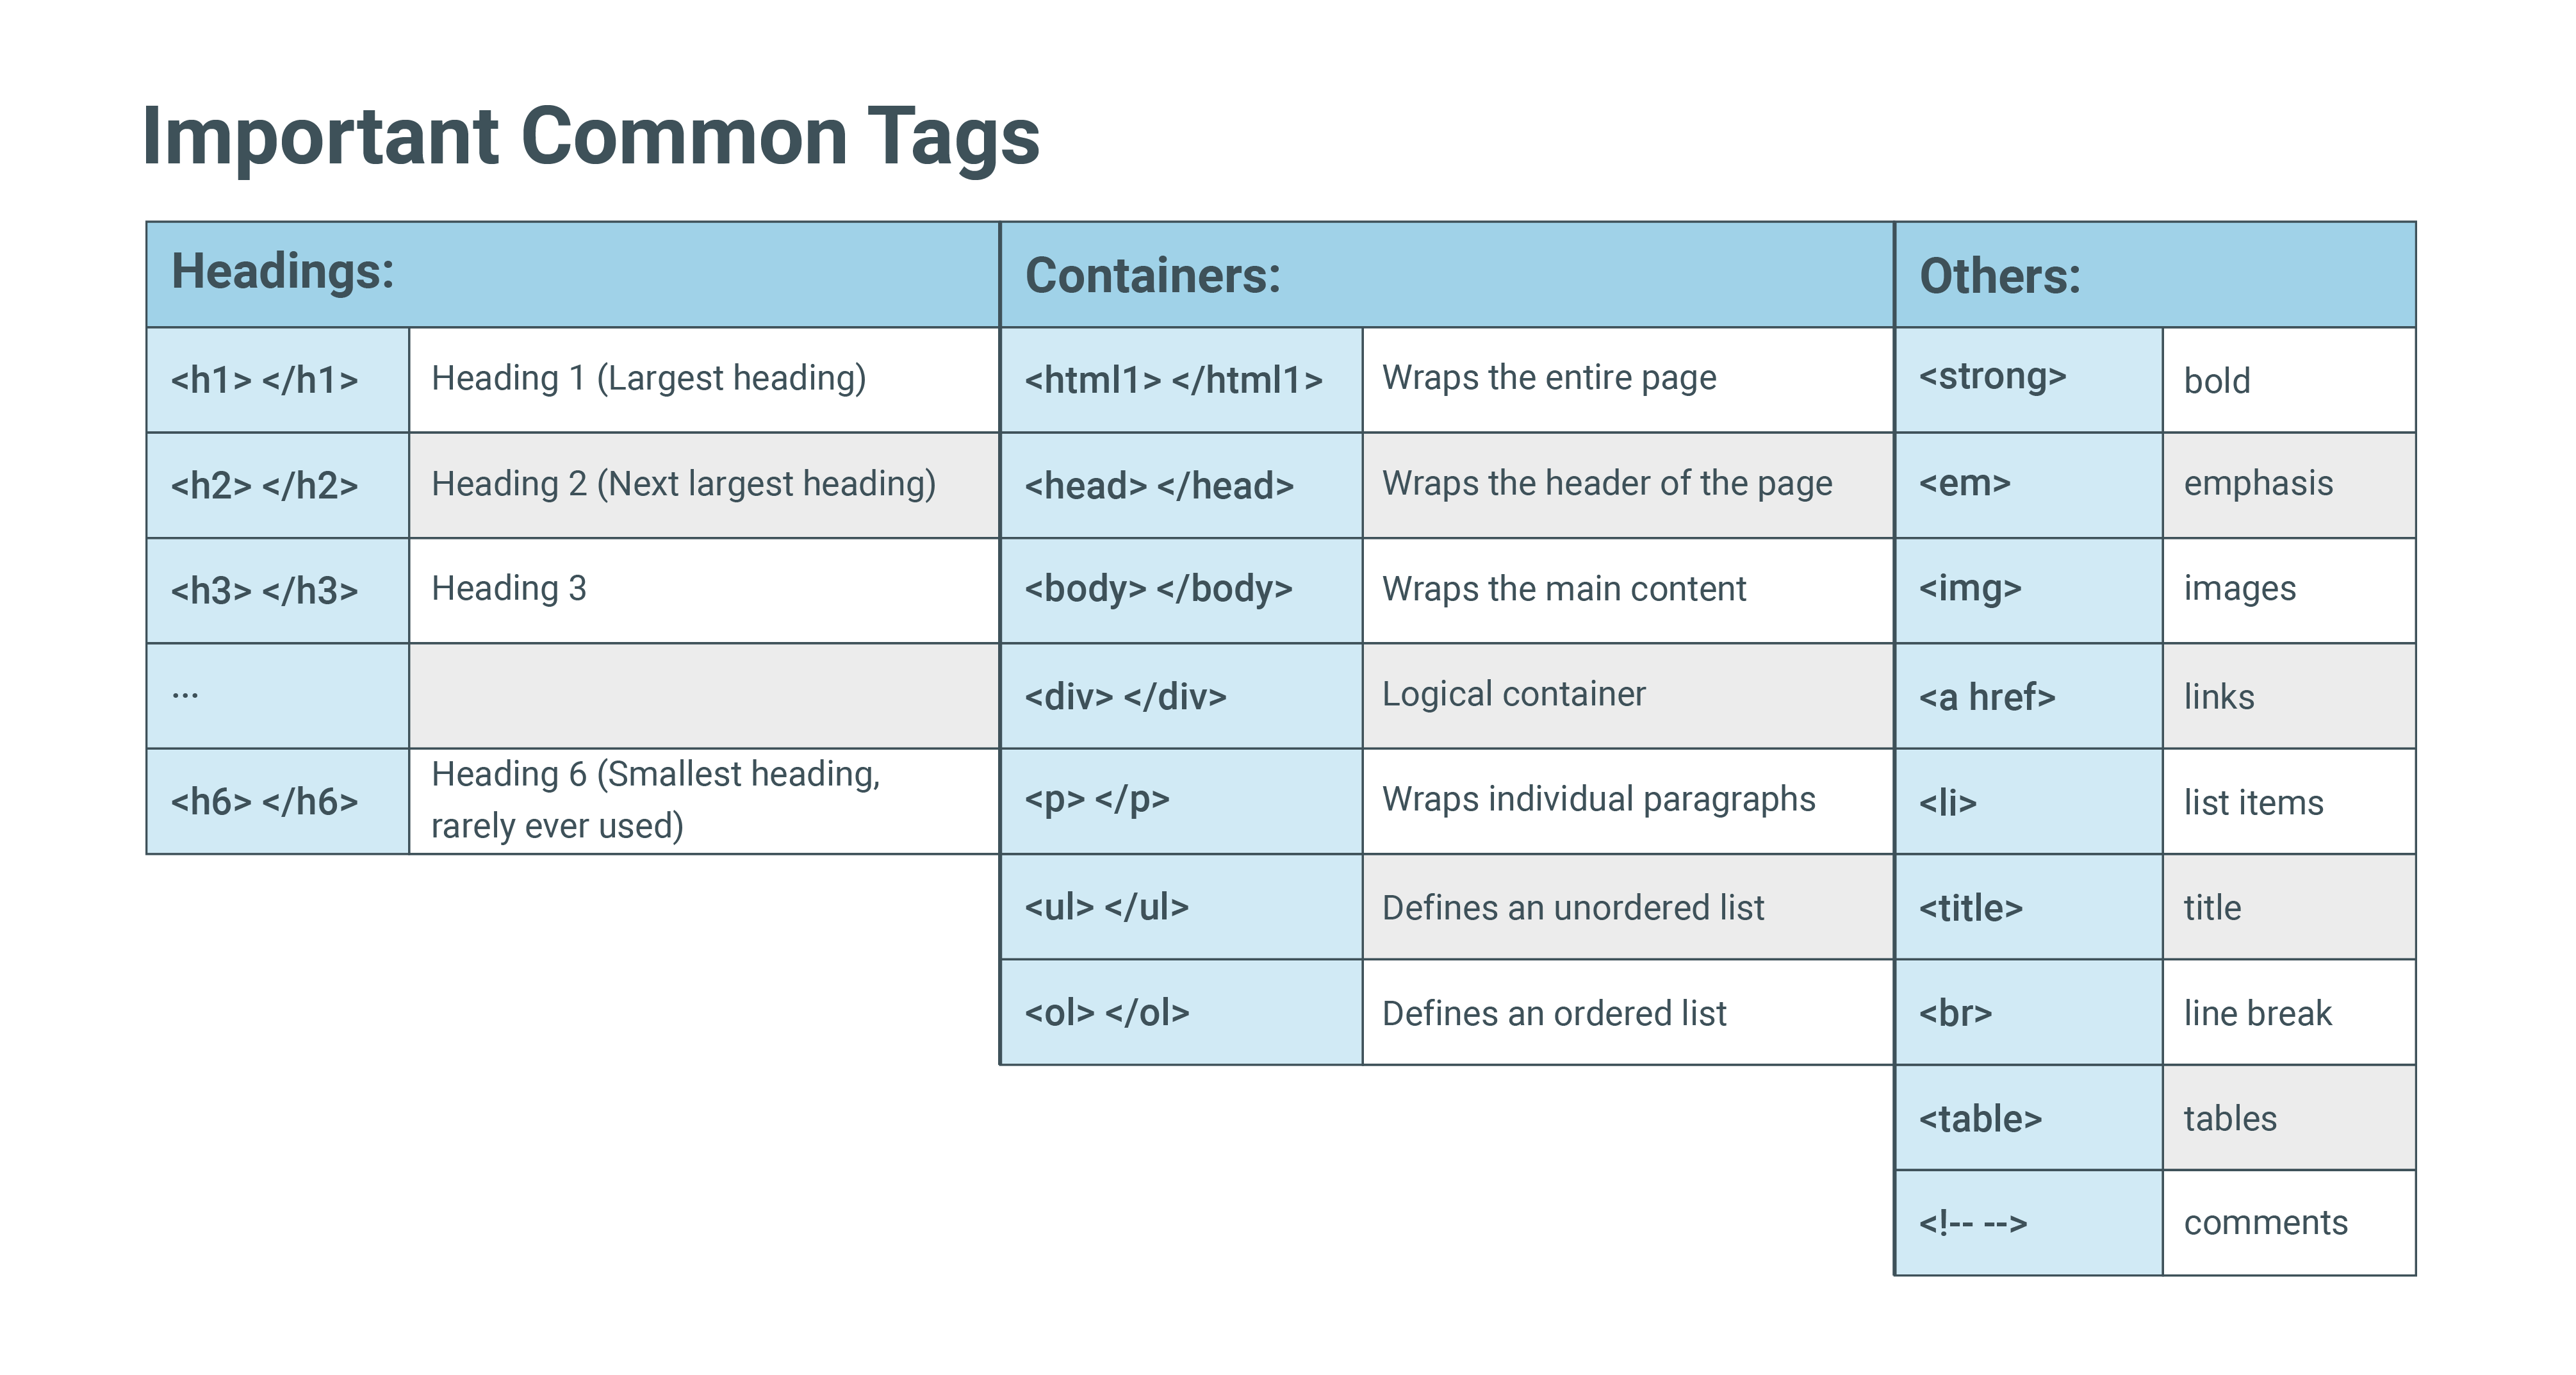 Important Common Tags
Headings:
<h1> </h1> Heading 1 (Largest heading)
<h2> </h2> Heading 2 (Next largest heading)
<h3> </h3> Heading 3
...
<h6> </h6> Heading 6 (Smallest heading,
rarely ever used)
Containers:
<html1> </html1> Wraps the entire page
<head> </head> Wraps the header of the page
<body> </body> Wraps the main content
<div> </div> Logical container
<p> </p> Wraps individual paragraphs
<ul> </ul> Defines an unordered list
<ol> </ol> Defines an ordered list
Others:
<strong> bold
<em> emphasis
<img> images
<a href> links
<li> list items
<title> title
<br> line break
<table> tables
<!-- --> comments